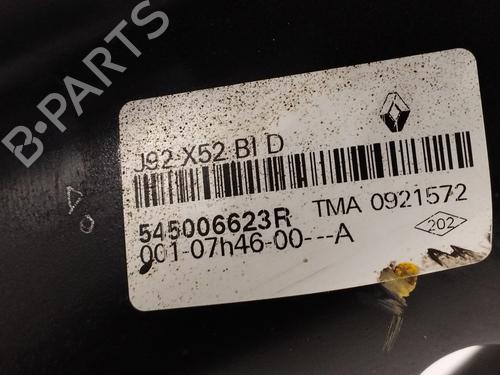 B-PARTS
J92-X52 BI D
545006623R TMA 0921572
001-07h46-00---A 202